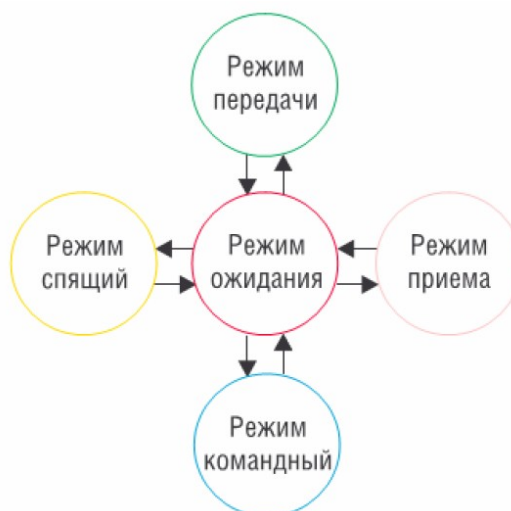 Режим
передачи
Режим
спящий
Режим
ожидания
Режим
приема
Режим
командный